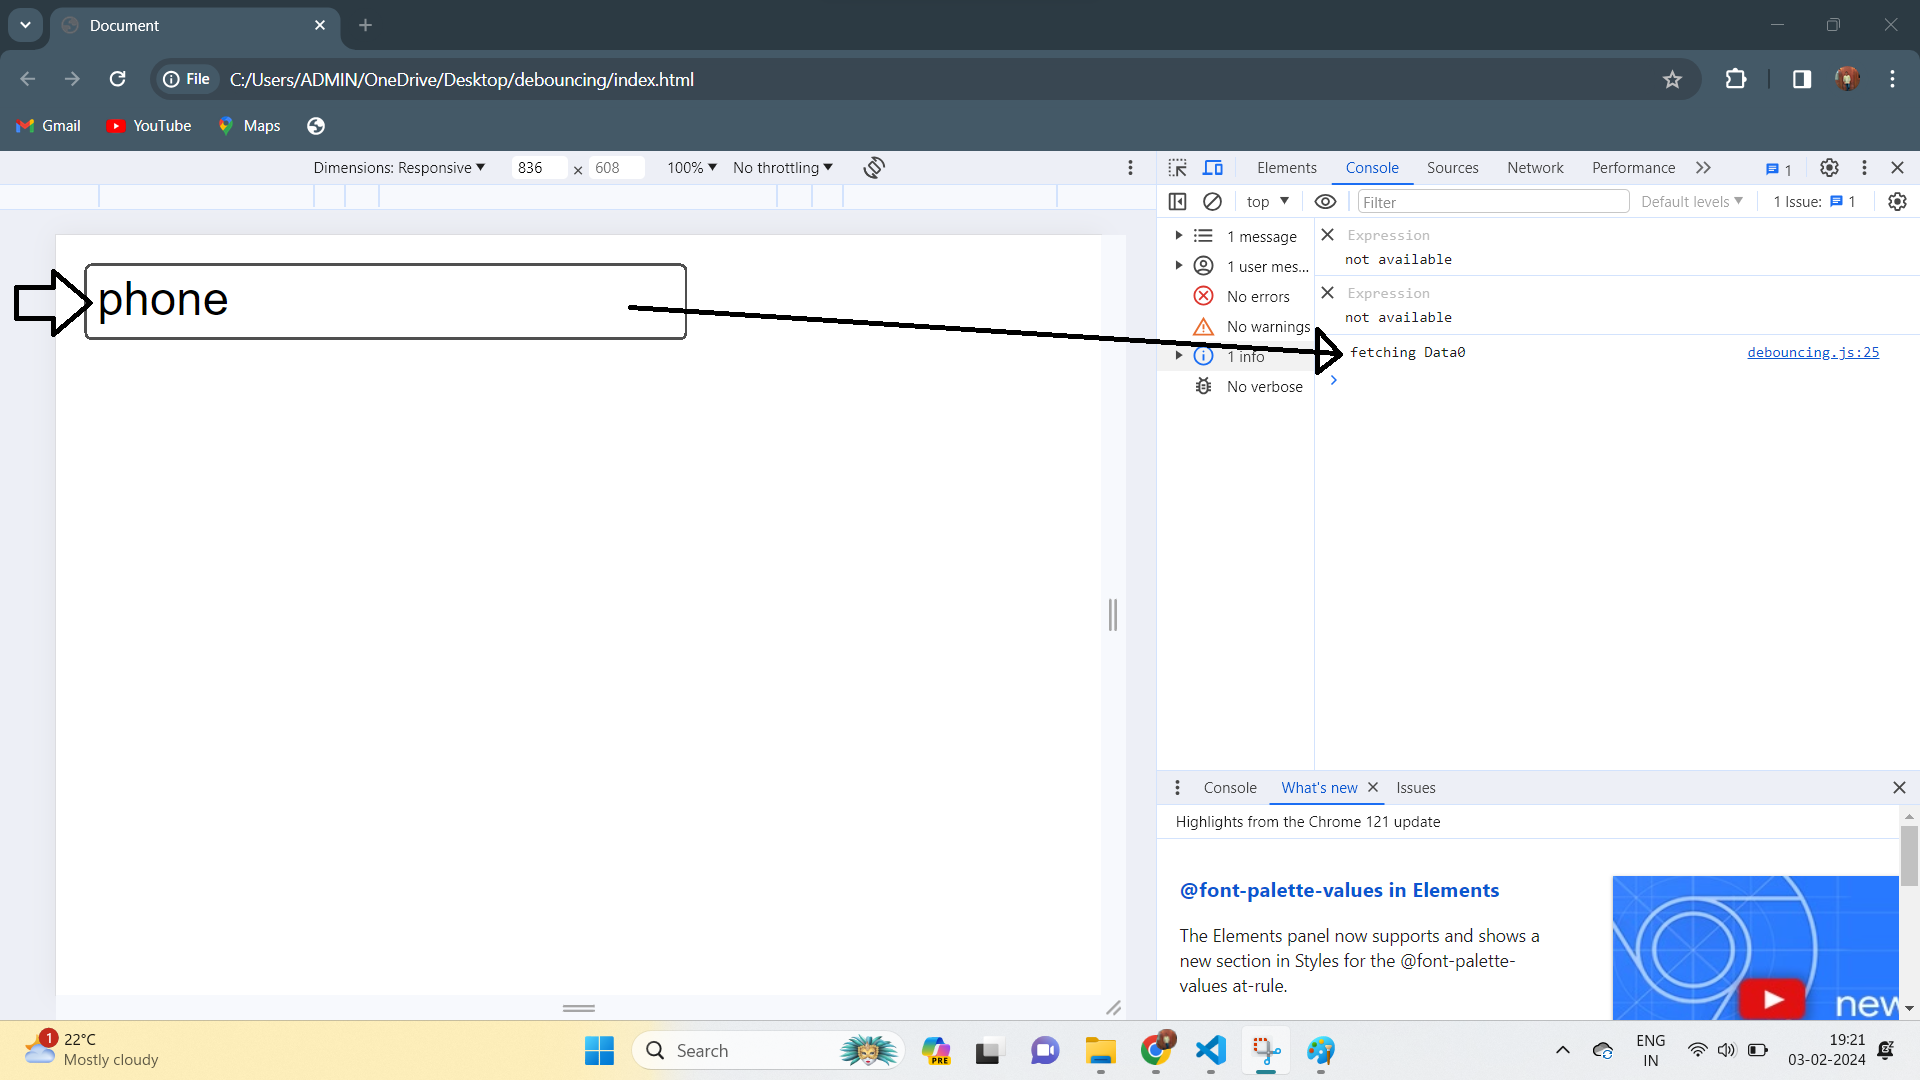 Document
File C:/Users/ADMIN/OneDrive/Desktop/debouncing/index.html
Gmail YouTube Maps
Dimensions: Responsive 836 × 608 100% No throttling
Elements Console Sources Network Performance 1
top Filter Default levels 1 Issue: 1
phone
1 message
1 user mes...
No errors
No warnings
1 info
No verbose
Expression
not available
Expression
not available
fetching Data0 debouncing.js:25
Console What's new Issues
Highlights from the Chrome 121 update
@font-palette-values in Elements
The Elements panel now supports and shows a
new section in Styles for the @font-palette-
values at-rule.
new
1
22°C
Mostly cloudy
Search
PRE
ENG
IN
19:21
03-02-2024